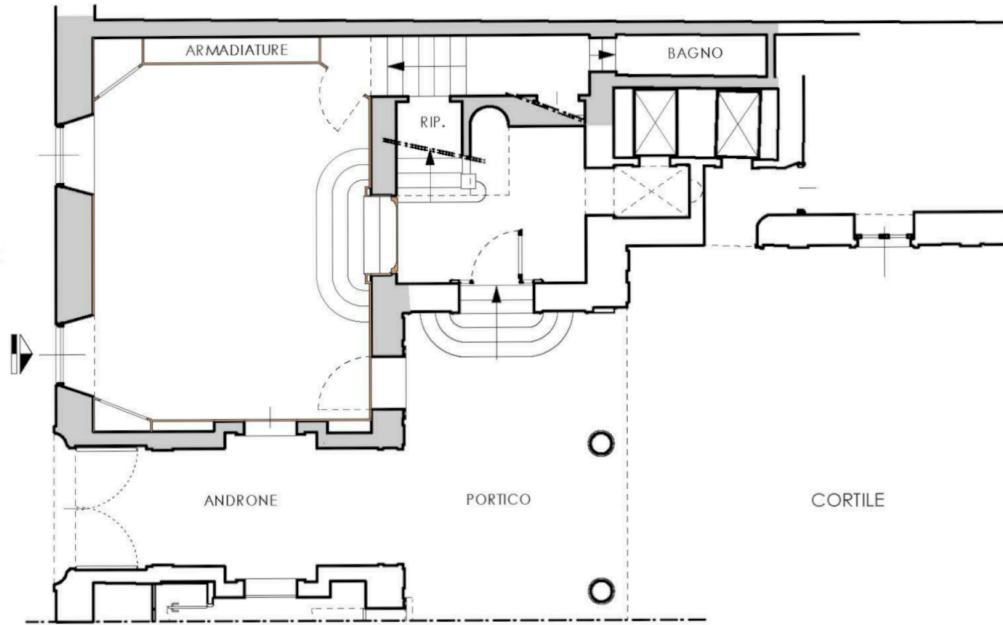 ARMADIATURE
BAGNO
RIP.
ANDRONE
PORTICO
CORTILE